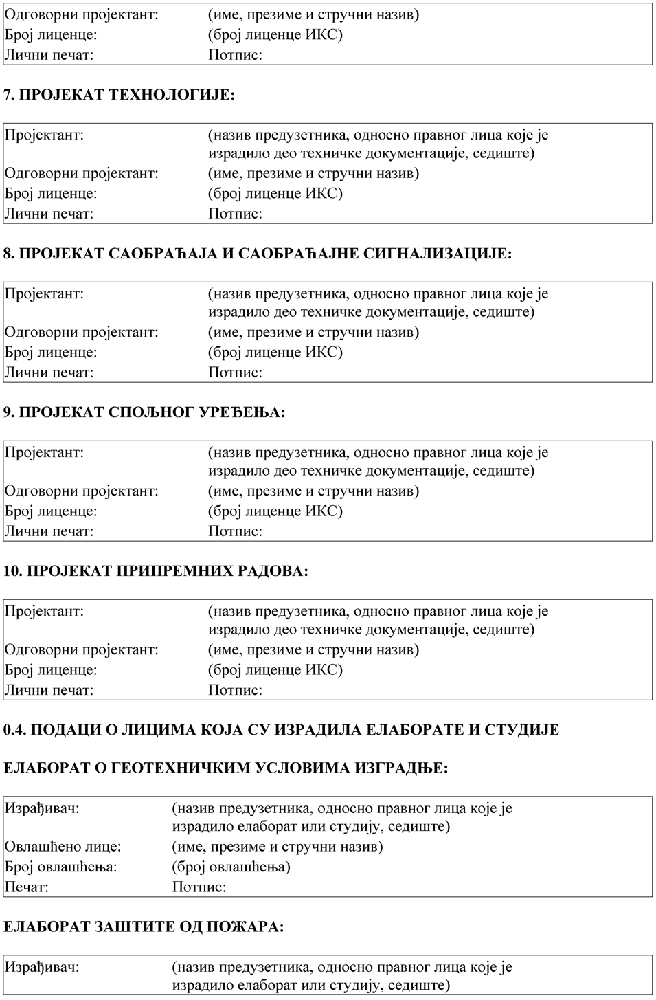 Одговорни пројектант: (име, презиме и стручни назив)
Број лиценце: (број лиценце ИКС)
Лични печат: Потпис:
7. ПРОЈЕКАТ ТЕХНОЛОГИЈЕ:
Пројектант: (назив предузетника, односно правног лица које је
израдило део техничке документације, седиште)
Одговорни пројектант: (име, презиме и стручни назив)
Број лиценце: (број лиценце ИКС)
Лични печат: Потпис:
8. ПРОЈЕКАТ САОБРАЋАЈА И САОБРАЋАЈНЕ СИГНАЛИЗАЦИЈЕ:
Пројектант: (назив предузетника, односно правног лица које је
израдило део техничке документације, седиште)
Одговорни пројектант: (име, презиме и стручни назив)
Број лиценце: (број лиценце ИКС)
Лични печат: Потпис:
9. ПРОЈЕКАТ СПОЉНОГ УРЕЂЕЊА:
Пројектант: (назив предузетника, односно правног лица које је
израдило део техничке документације, седиште)
Одговорни пројектант: (име, презиме и стручни назив)
Број лиценце: (број лиценце ИКС)
Лични печат: Потпис:
10. ПРОЈЕКАТ ПРИПРЕМНИХ РАДОВА:
Пројектант: (назив предузетника, односно правног лица које је
израдило део техничке документације, седиште)
Одговорни пројектант: (име, презиме и стручни назив)
Број лиценце: (број лиценце ИКС)
Лични печат: Потпис:
0.4. ПОДАЦИ О ЛИЦИМА КОЈА СУ ИЗРАДИЛА ЕЛАБОРАТЕ И СТУДИЈЕ
ЕЛАБОРАТ О ГЕОТЕХНИЧКИМ УСЛОВИМА ИЗГРАДЊЕ:
Израђивач: (назив предузетника, односно правног лица које је
израдило елаборат или студију, седиште)
Овлашћено лице: (име, презиме и стручни назив)
Број овлашћења: (број овлашћења)
Печат: Потпис:
ЕЛАБОРАТ ЗАШТИТЕ ОД ПОЖАРА:
Израђивач: (назив предузетника, односно правног лица које је
израдило елаборат или студију, седиште)